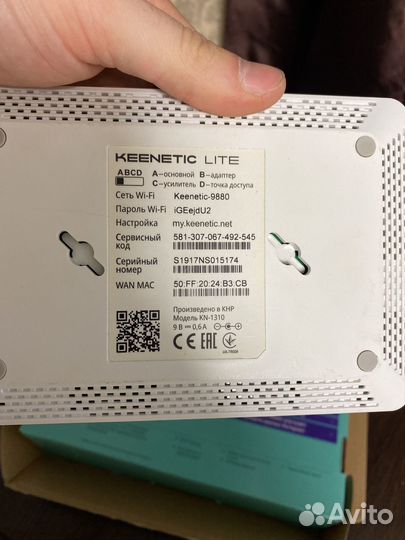 KEENETIC LITE
ABCD А-основной В-адаптер
С-усилитель D-точка доступа
Сеть Wi-Fi Keenetic-9880
Пароль Wi-Fi iGEejdU2
Настройка my.keenetic.net
Сервисный код 581-307-067-492-545
Серийный номер S1917NS015174
WAN MAC 50:FF:20:24:B3:CB
Произведено в КНР
Модель KN-1310
9 В 0,6 А
CE EAC
Avito